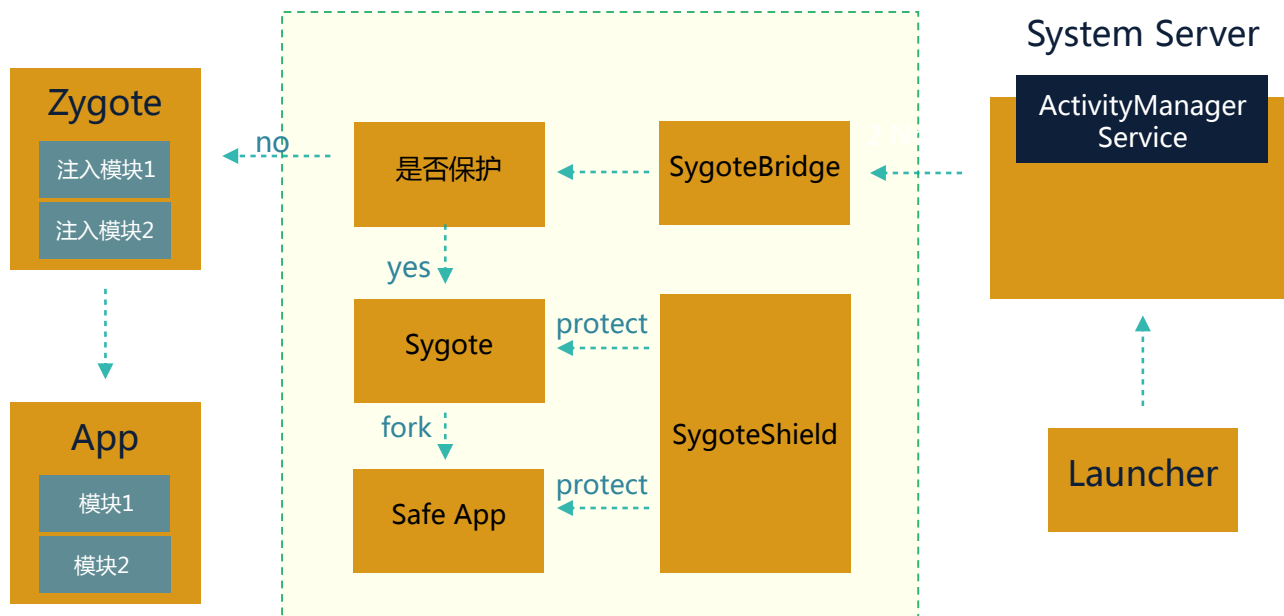 System Server
Zygote
注入模块1
注入模块2
no
是否保护
SygoteBridge
ActivityManager
Service
yes
Sygote
protect
fork
SygoteShield
Safe App
protect
App
模块1
模块2
Launcher